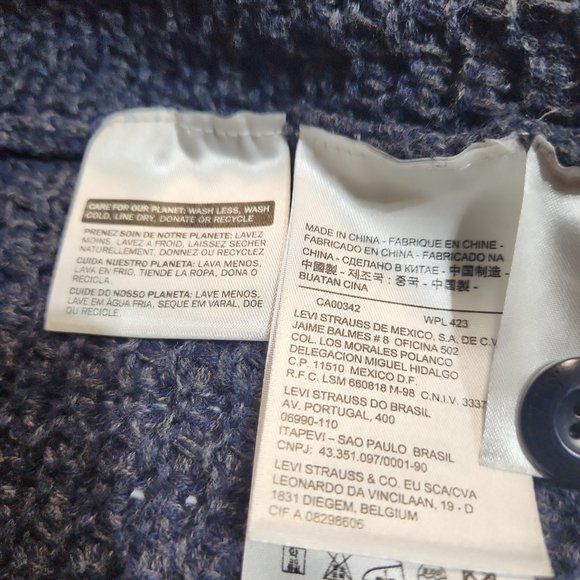 CARE FOR OUR PLANET: WASH LESS, WASH
COLD, LINE DRY, DONATE OR RECYCLE
PRENEZ SOIN DE NOTRE PLANETE: LAVEZ
MOINS, LAVEZ A FROID, LAISSEZ SECHER
NATURELLEMENT, DONNEZ OU RECYCLEZ
CUIDA NUESTRO PLANETA: LAVA MENOS,
LAVA EN FRIO, TIENDE LA ROPA, DONA O
RECICLA.
CUIDE DO NOSSO PLANETA: LAVE MENOS,
LAVE EM ÁGUA FRIA, SEQUE EM VARAL, DOE
OU RECICLE.
MADE IN CHINA - FABRIQUE EN CHINE -
FABRICADO EN CHINA - FABRICADO NA
CHINA - СДЕЛАНО В КИТАЕ - 中国制造 -
中國製 - 제조국 : 중국 - 中国製 -
BUATAN CINA
CA00342 WPL 423
LEVI STRAUSS DE MEXICO, S.A. DE C.V
JAIME BALMES # 8 OFICINA 502
COL. LOS MORALES POLANCO
DELEGACION MIGUEL HIDALGO
C.P. 11510 MEXICO D.F.
R.F.C. LSM 660818 M-98 C.N.I.V. 3337
LEVI STRAUSS DO BRASIL
AV. PORTUGAL, 400
06990-110
ITAPEVI - SAO PAULO BRASIL
CNPJ: 43.351.097/0001-90
LEVI STRAUSS & CO. EU SCA/CVA
LEONARDO DA VINCILAAN, 19 - D
1831 DIEGEM, BELGIUM
CIF A 08298606